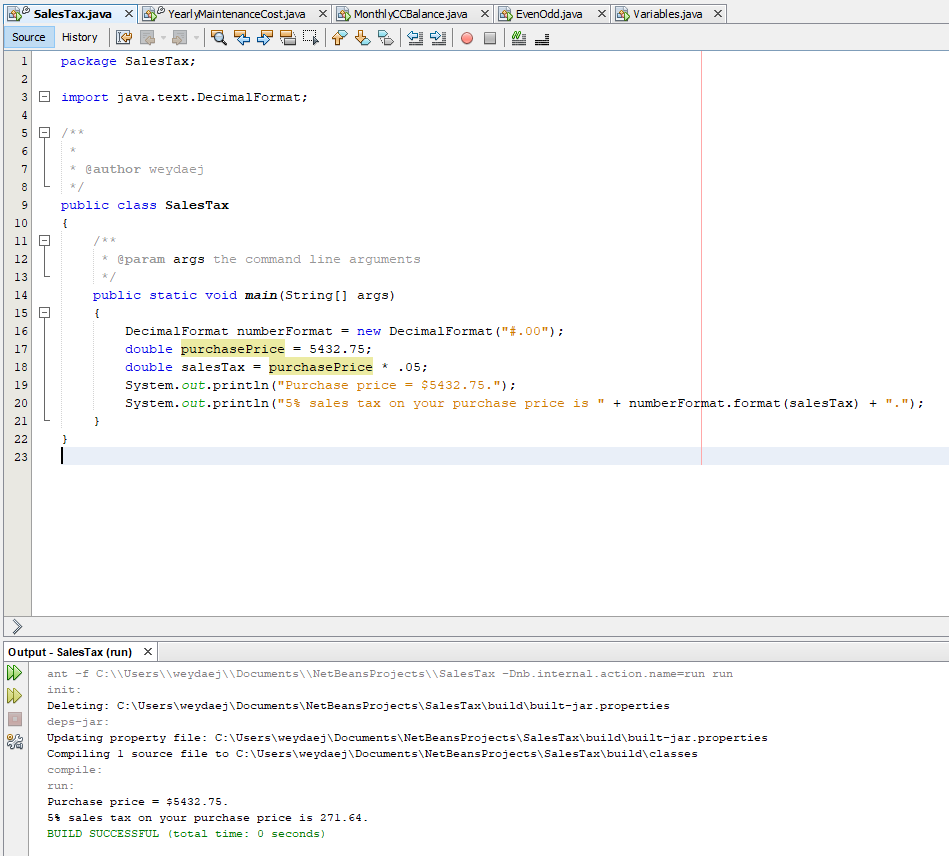 SalesTax.java YearlyMaintenanceCost.java MonthlyCCBalance.java EvenOdd.java Variables.java
Source History
1 package SalesTax;
2
3 import java.text.DecimalFormat;
4
5 /**
6 *
7 * @author weydaej
8 */
9 public class SalesTax
10 {
11 /**
12 * @param args the command line arguments
13 */
14 public static void main(String[] args)
15 {
16 DecimalFormat numberFormat = new DecimalFormat("#.00");
17 double purchasePrice = 5432.75;
18 double salesTax = purchasePrice * .05;
19 System.out.println("Purchase price = $5432.75.");
20 System.out.println("5% sales tax on your purchase price is " + numberFormat.format(salesTax) + ".");
21 }
22 }
23
Output - SalesTax (run)
ant -f C:\\Users\\weydaej\\Documents\\NetBeansProjects\\SalesTax -Dnb.internal.action.name=run run
init:
Deleting: C:\Users\weydaej\Documents\NetBeansProjects\SalesTax\build\built-jar.properties
deps-jar:
Updating property file: C:\Users\weydaej\Documents\NetBeansProjects\SalesTax\build\built-jar.properties
Compiling 1 source file to C:\Users\weydaej\Documents\NetBeansProjects\SalesTax\build\classes
compile:
run:
Purchase price = $5432.75.
5% sales tax on your purchase price is 271.64.
BUILD SUCCESSFUL (total time: 0 seconds)